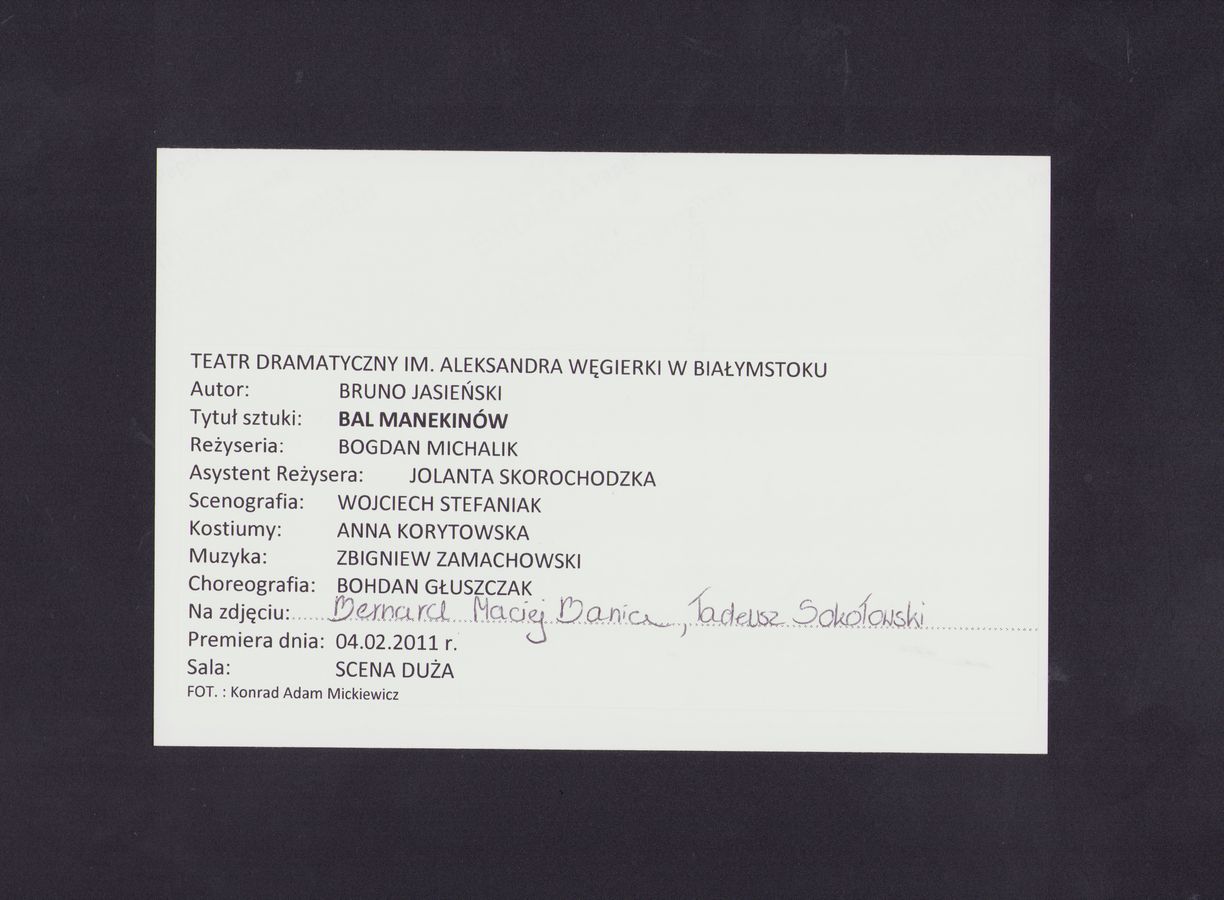 TEATR DRAMATYCZNY IM. ALEKSANDRA WĘGIERKI W BIAŁYMSTOKU
Autor: BRUNO JASIEŃSKI
Tytuł sztuki: BAL MANEKINÓW
Reżyseria: BOGDAN MICHALIK
Asystent Reżysera: JOLANTA SKOROCHODZKA
Scenografia: WOJCIECH STEFANIAK
Kostiumy: ANNA KORYTOWSKA
Muzyka: ZBIGNIEW ZAMACHOWSKI
Choreografia: BOHDAN GŁUSZCZAK
Na zdjęciu: Bernard Maciej Bania, Tadeusz Sokołowski
Premiera dnia: 04.02.2011 r.
Sala: SCENA DUŻA
FOT. : Konrad Adam Mickiewicz